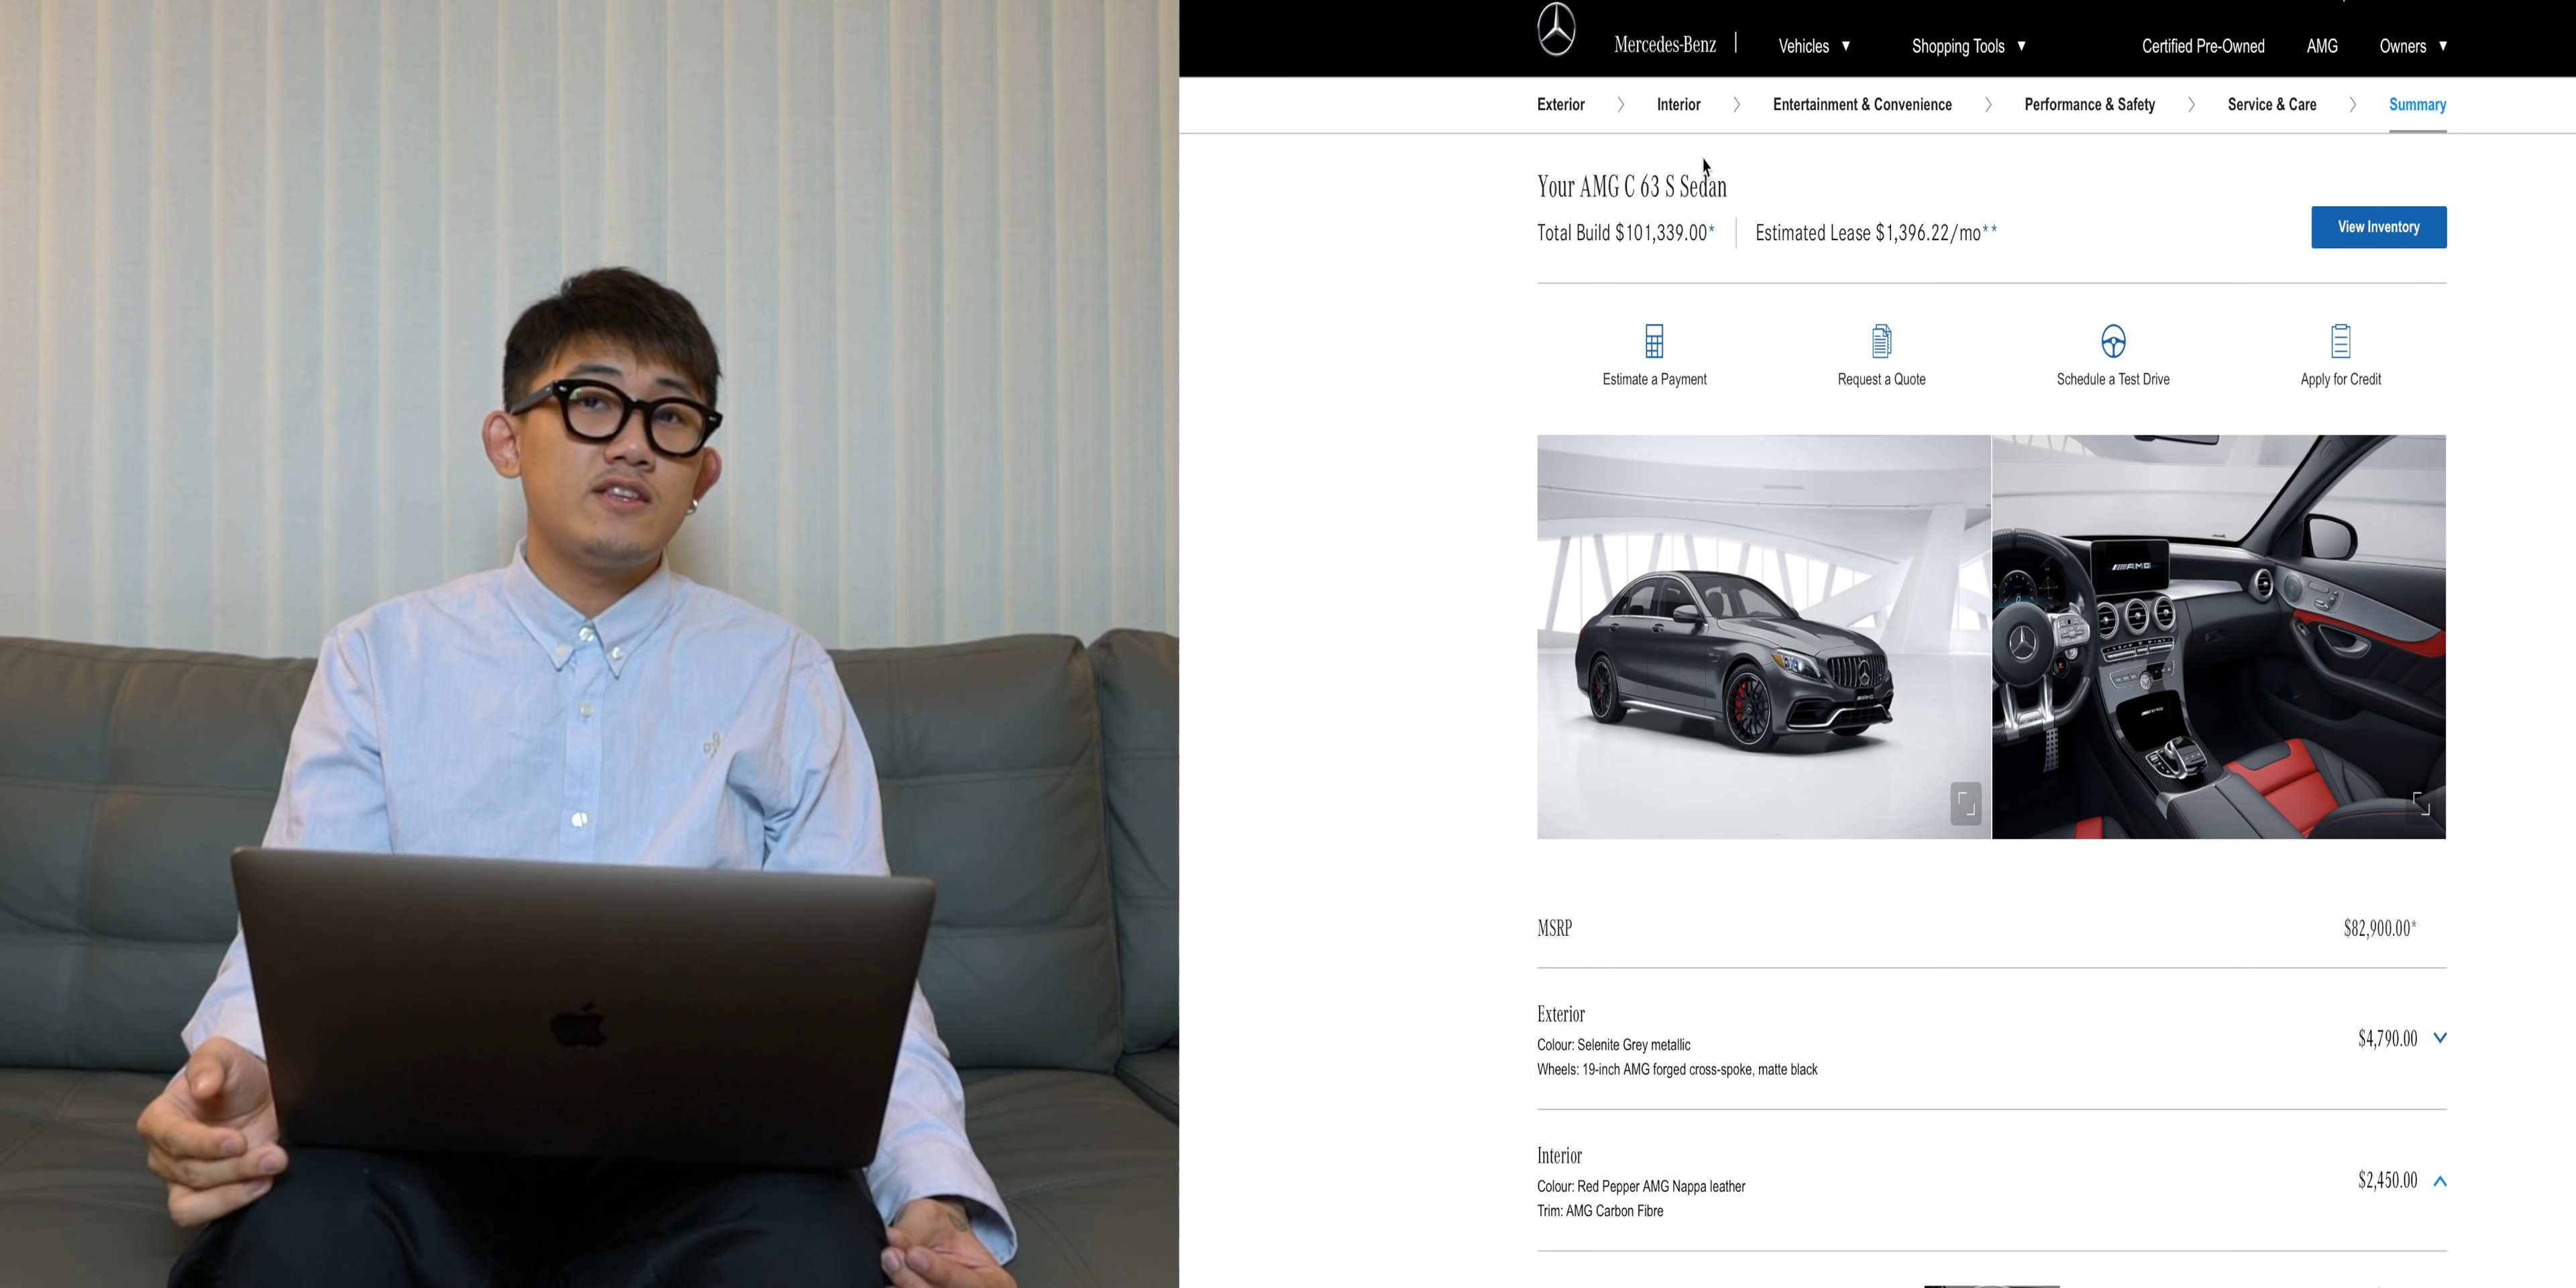 Mercedes-Benz | Vehicles ▼ Shopping Tools ▼ Certified Pre-Owned AMG Owners ▼
Exterior > Interior > Entertainment & Convenience > Performance & Safety > Service & Care > Summary
Your AMG C 63 S Sedan
Total Build $101,339.00* | Estimated Lease $1,396.22/mo**
View Inventory
Estimate a Payment
Request a Quote
Schedule a Test Drive
Apply for Credit
AMG
MSRP
$82,900.00*
Exterior
$4,790.00
Colour: Selenite Grey metallic
Wheels: 19-inch AMG forged cross-spoke, matte black
Interior
$2,450.00
Colour: Red Pepper AMG Nappa leather
Trim: AMG Carbon Fibre